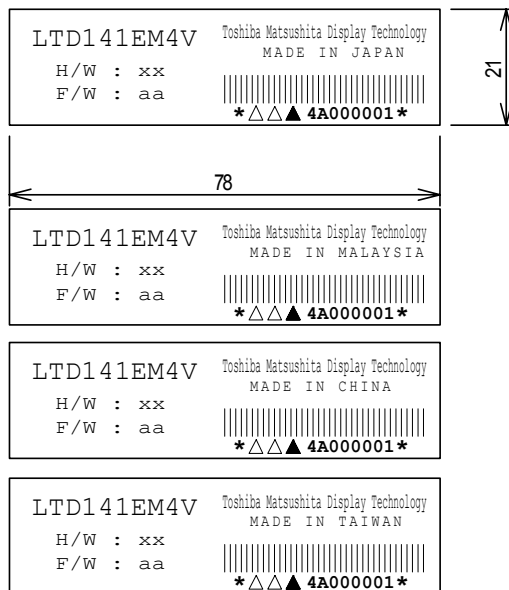 LTD141EM4V
Toshiba Matsushita Display Technology
MADE IN JAPAN
H/W : xx
F/W : aa
*△△▲ 4A000001*
21
78
LTD141EM4V
Toshiba Matsushita Display Technology
MADE IN MALAYSIA
H/W : xx
F/W : aa
*△△▲ 4A000001*
LTD141EM4V
Toshiba Matsushita Display Technology
MADE IN CHINA
H/W : xx
F/W : aa
*△△▲ 4A000001*
LTD141EM4V
Toshiba Matsushita Display Technology
MADE IN TAIWAN
H/W : xx
F/W : aa
*△△▲ 4A000001*